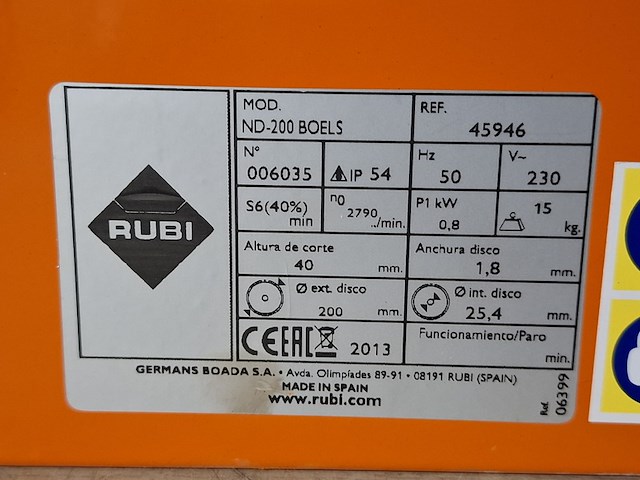 RUBI
MOD.
ND-200 BOELS
REF.
45946
Nº
006035
IP 54
Hz
50
V~
230
S6(40%)
min
n0
2790
../min.
P1 kW
0,8
15
kg.
Altura de corte
40 mm.
Anchura disco
1,8 mm.
Ø ext. disco
200 mm.
Ø int. disco
25,4 mm.
CE EAC 2013
Funcionamiento/Paro
min.
GERMANS BOADA S.A. • Avda. Olimpíades 89-91 • 08191 RUBI (SPAIN)
MADE IN SPAIN
www.rubi.com
Ref.
06399